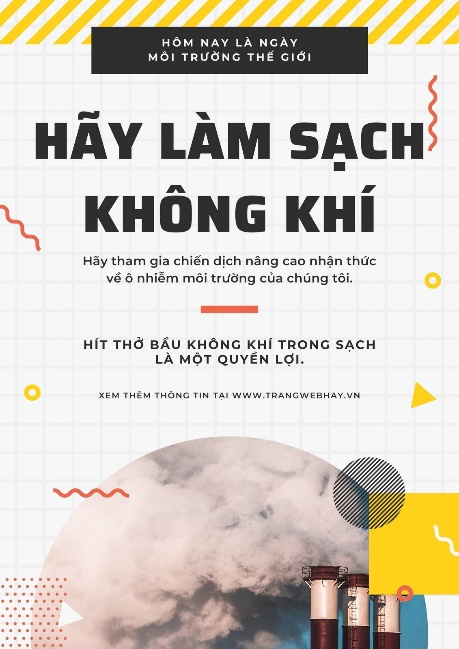 HÔM NAY LÀ NGÀY
MÔI TRƯỜNG THẾ GIỚI
HÃY LÀM SẠCH
KHÔNG KHÍ
Hãy tham gia chiến dịch nâng cao nhận thức
về ô nhiễm môi trường của chúng tôi.
HÍT THỞ BẦU KHÔNG KHÍ TRONG SẠCH
LÀ MỘT QUYỀN LỢI.
XEM THÊM THÔNG TIN TẠI WWW.TRANGWEBHAY.VN